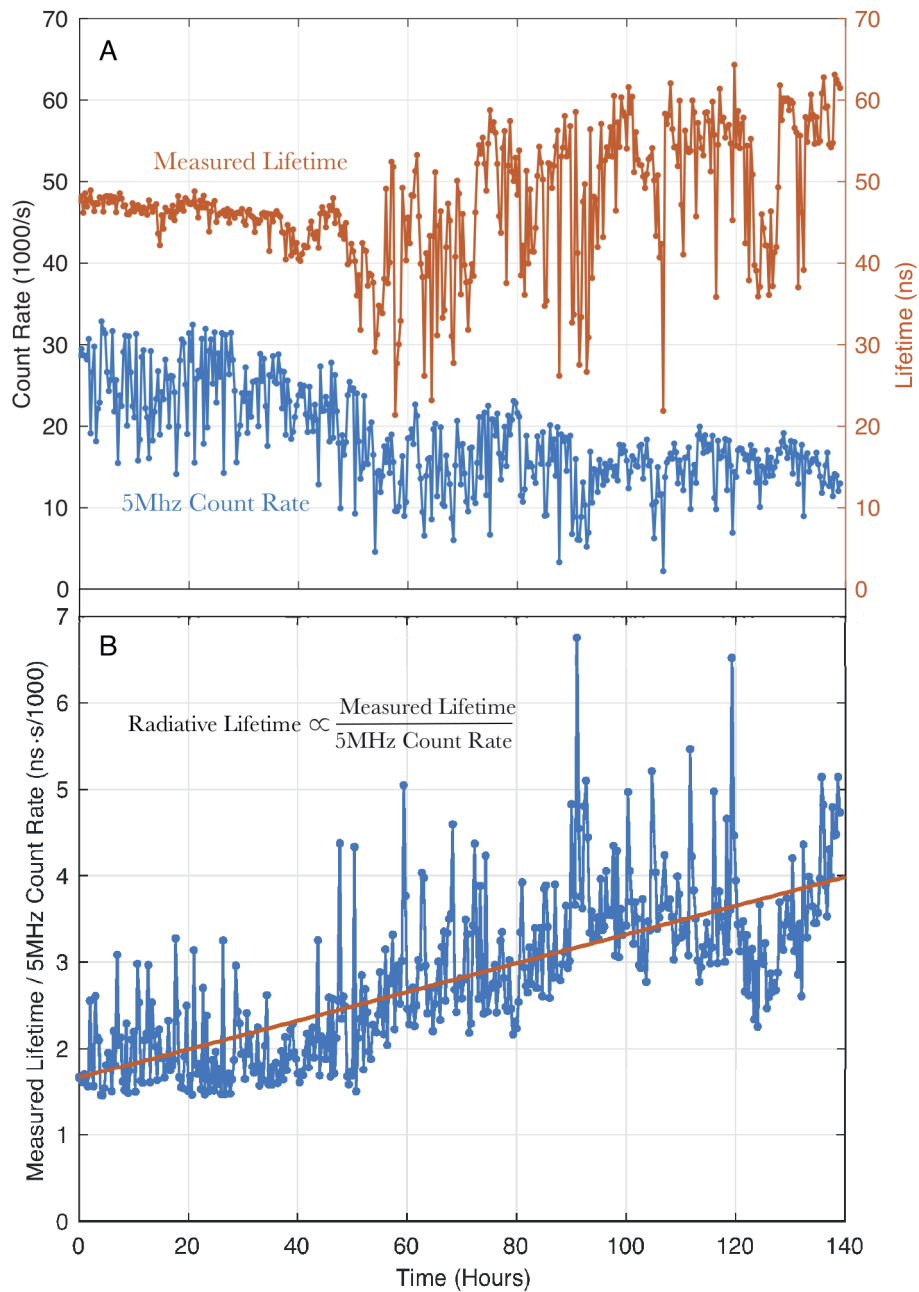 70
70
A
60
60
Measured Lifetime
50
50
Count Rate (1000/s)
40
40
Lifetime (ns)
30
30
20
20
5Mhz Count Rate
10
10
0
0
7
B
Measured Lifetime / 5MHz Count Rate (ns·s/1000)
6
Radiative Lifetime ∝ Measured Lifetime
5MHz Count Rate
5
4
3
2
1
0
0 20 40 60 80 100 120 140
Time (Hours)